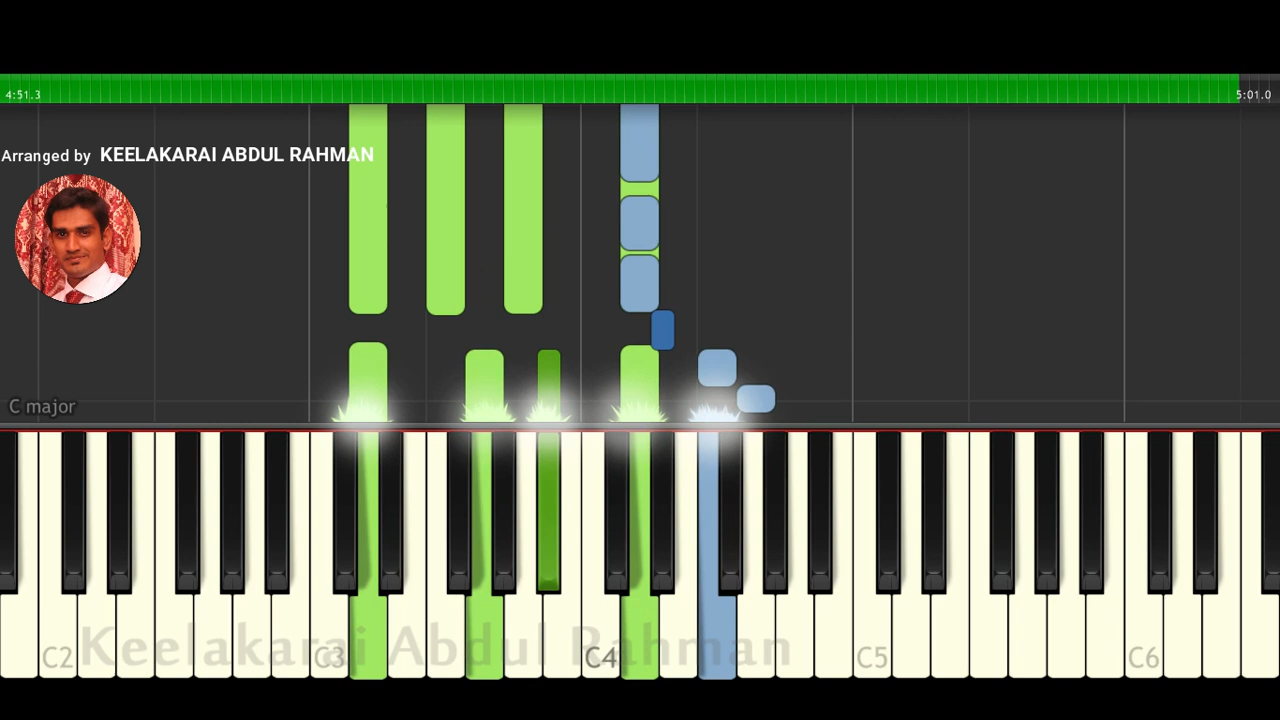 4:51.3
5:01.0
Arranged by KEELAKARAI ABDUL RAHMAN
C major
Keelakarai Abdul Rahman
C2 C3 C4 C5 C6